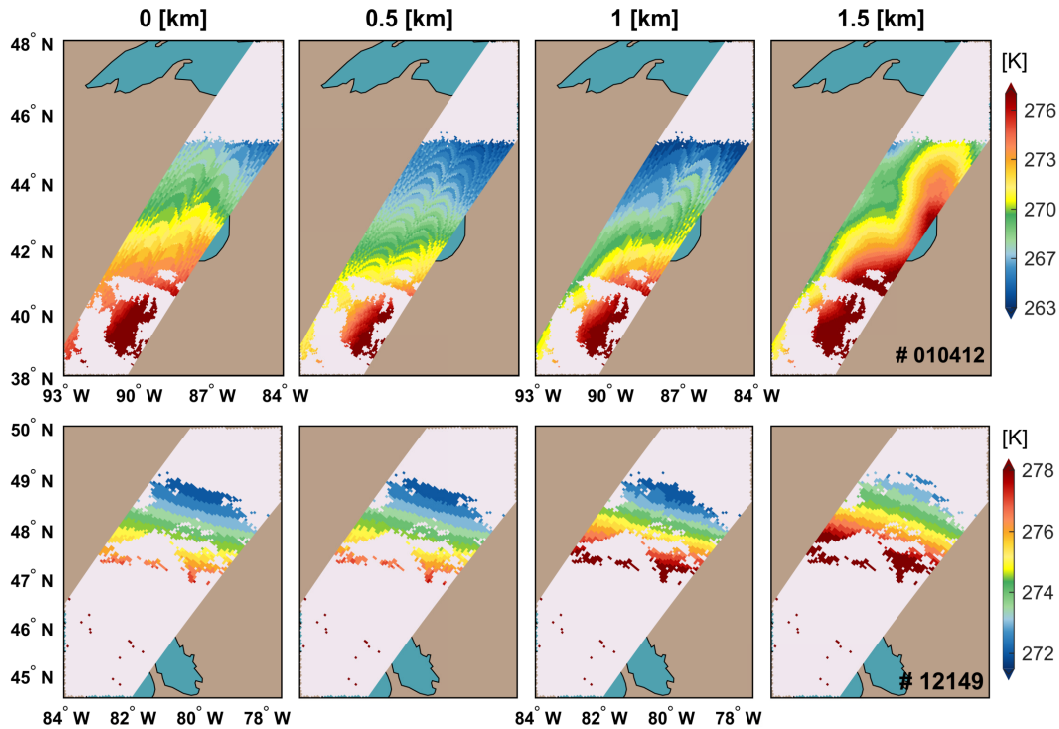 0 [km] 0.5 [km] 1 [km] 1.5 [km]
48° N
46° N
44° N
42° N
40° N
38° N
[K]
276
273
270
267
263
# 010412
93° W 90° W 87° W 84° W 93° W 90° W 87° W 84° W
50° N
49° N
48° N
47° N
46° N
45° N
[K]
278
276
274
272
# 12149
84° W 82° W 80° W 78° W 84° W 82° W 80° W 78° W